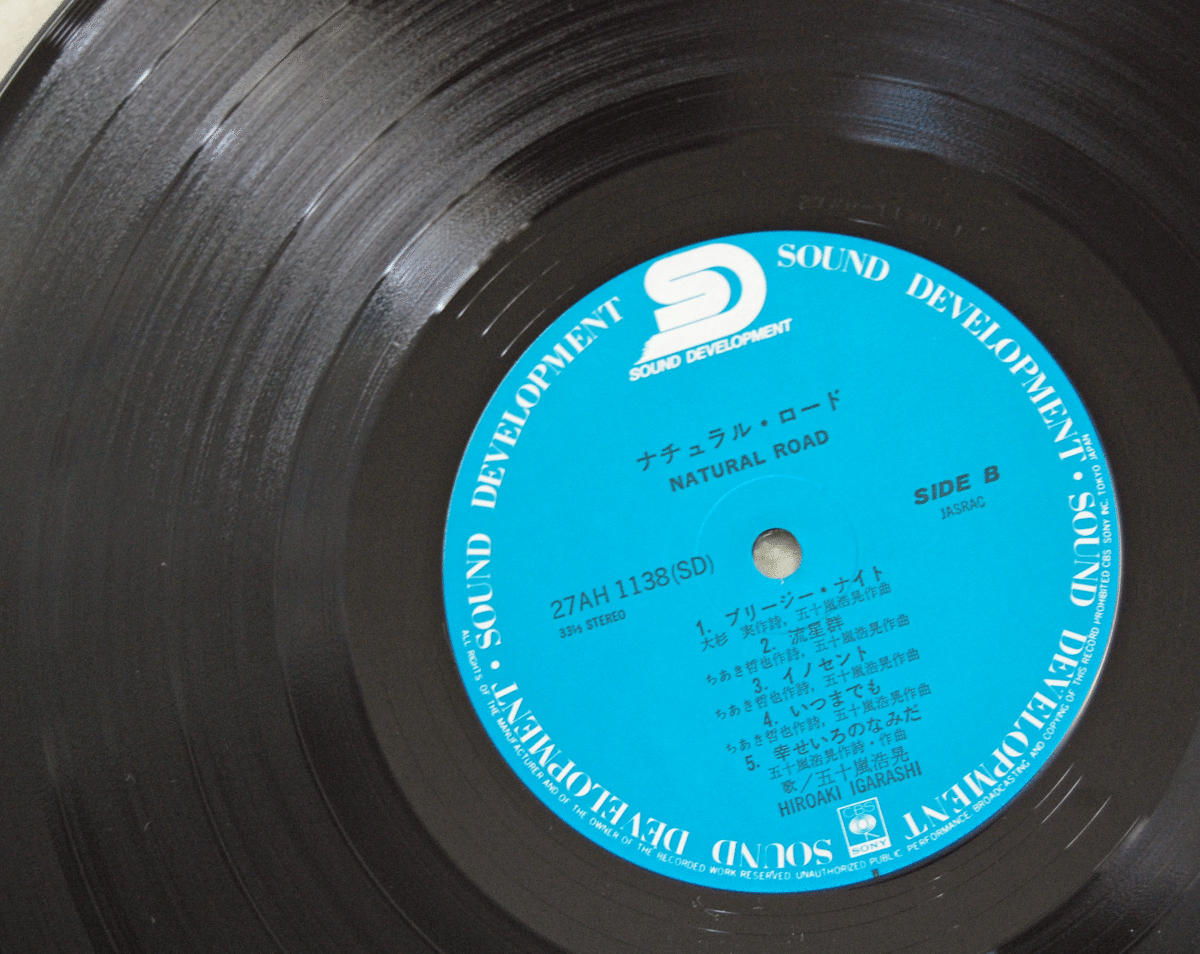 SOUND DEVELOPMENT • SOUND DEVELOPMENT • SOUND DEVELOPMENT • SOUND DEVELOPMENT
SD
SOUND DEVELOPMENT
ナチュラル・ロード
NATURAL ROAD
SIDE B
JASRAC
27AH 1138(SD)
33⅓ STEREO
1. ブリージー・ナイト
大杉 実作詩, 五十嵐浩晃作曲
2. 流星群
ちあき哲也作詩, 五十嵐浩晃作曲
3. イノセント
ちあき哲也作詩, 五十嵐浩晃作曲
4. いつまでも
ちあき哲也作詩, 五十嵐浩晃作曲
5. 幸せいろのなみだ
五十嵐浩晃作詩・作曲
歌/五十嵐浩晃
HIROAKI IGARASHI
CBS
SONY
ALL RIGHTS OF THE MANUFACTURER AND OF THE OWNER OF THE RECORDED WORK RESERVED. UNAUTHORIZED PUBLIC PERFORMANCE, BROADCASTING AND COPYING OF THIS RECORD PROHIBITED CBS SONY INC. TOKYO JAPAN